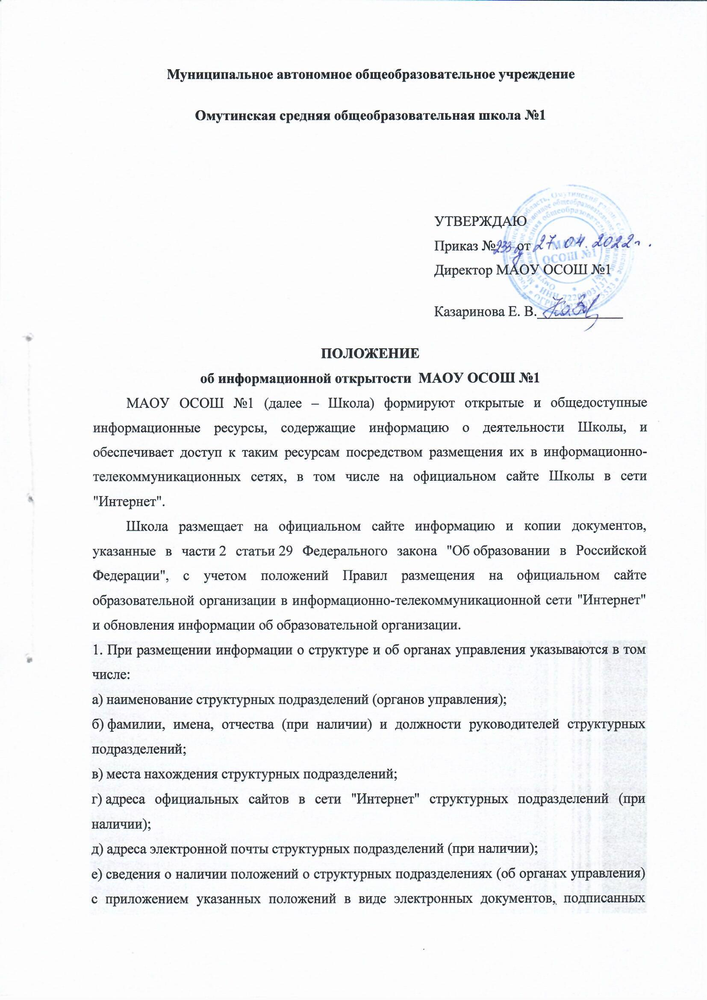 Муниципальное автономное общеобразовательное учреждение
Омутинская средняя общеобразовательная школа №1
УТВЕРЖДАЮ
Приказ №233 от 27.04.2022г.
Директор МАОУ ОСОШ №1
МАОУ
ОСОШ №1
Казаринова Е. В.
ПОЛОЖЕНИЕ
об информационной открытости МАОУ ОСОШ №1
МАОУ ОСОШ №1 (далее – Школа) формируют открытые и общедоступные
информационные ресурсы, содержащие информацию о деятельности Школы, и
обеспечивает доступ к таким ресурсам посредством размещения их в информационно-
телекоммуникационных сетях, в том числе на официальном сайте Школы в сети
"Интернет".
Школа размещает на официальном сайте информацию и копии документов,
указанные в части 2 статьи 29 Федерального закона "Об образовании в Российской
Федерации", с учетом положений Правил размещения на официальном сайте
образовательной организации в информационно-телекоммуникационной сети "Интернет"
и обновления информации об образовательной организации.
1. При размещении информации о структуре и об органах управления указываются в том
числе:
а) наименование структурных подразделений (органов управления);
б) фамилии, имена, отчества (при наличии) и должности руководителей структурных
подразделений;
в) места нахождения структурных подразделений;
г) адреса официальных сайтов в сети "Интернет" структурных подразделений (при
наличии);
д) адреса электронной почты структурных подразделений (при наличии);
е) сведения о наличии положений о структурных подразделениях (об органах управления)
с приложением указанных положений в виде электронных документов, подписанных